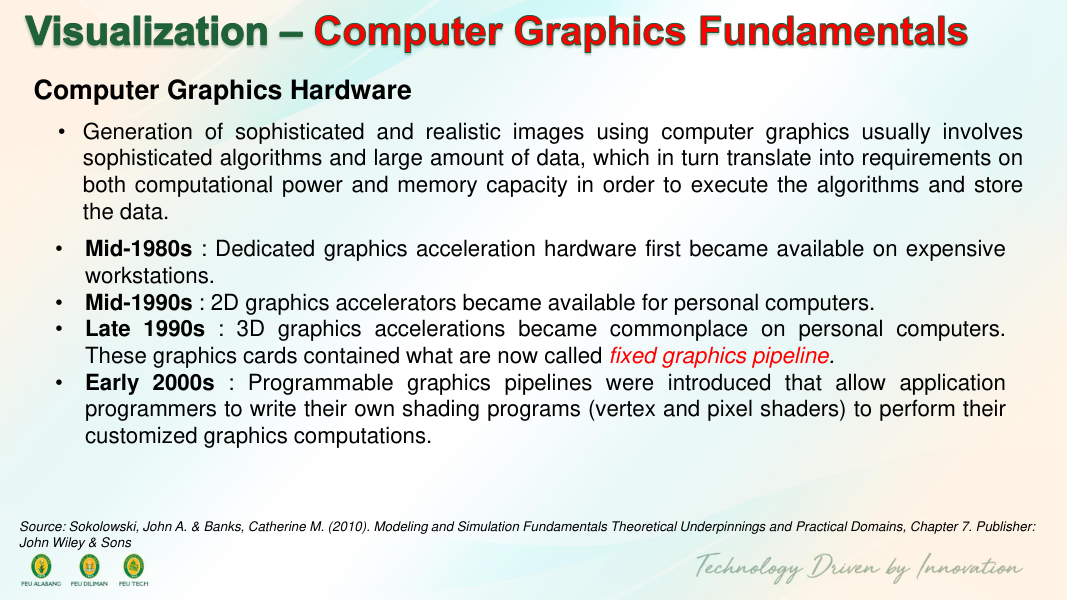 Visualization – Computer Graphics Fundamentals
Computer Graphics Hardware
• Generation of sophisticated and realistic images using computer graphics usually involves
sophisticated algorithms and large amount of data, which in turn translate into requirements on
both computational power and memory capacity in order to execute the algorithms and store
the data.
• Mid-1980s : Dedicated graphics acceleration hardware first became available on expensive
workstations.
• Mid-1990s : 2D graphics accelerators became available for personal computers.
• Late 1990s : 3D graphics accelerations became commonplace on personal computers.
These graphics cards contained what are now called fixed graphics pipeline.
• Early 2000s : Programmable graphics pipelines were introduced that allow application
programmers to write their own shading programs (vertex and pixel shaders) to perform their
customized graphics computations.
Source: Sokolowski, John A. & Banks, Catherine M. (2010). Modeling and Simulation Fundamentals Theoretical Underpinnings and Practical Domains, Chapter 7. Publisher:
John Wiley & Sons
FEU ALABANG FEU DILIMAN FEU TECH
Technology Driven by Innovation